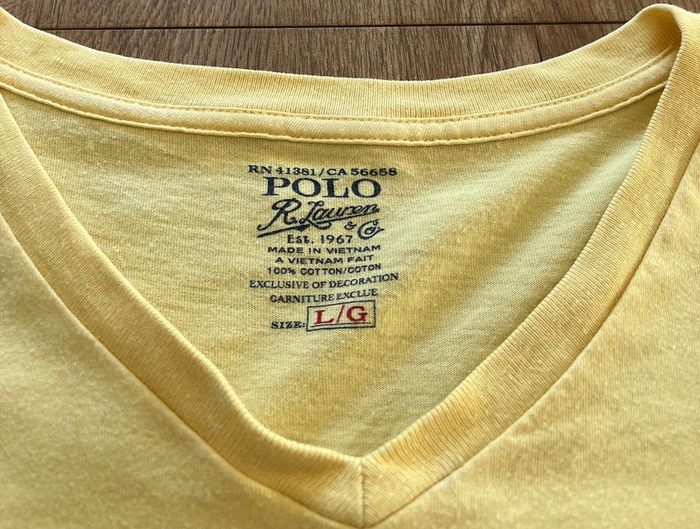 RN 41381/CA 56658
POLO
R. Lauren
& Co
EST. 1967
MADE IN VIETNAM
A VIETNAM FAIT
100% COTTON/COTON
EXCLUSIVE OF DECORATION
GARNITURE EXCLUE
SIZE: L/G